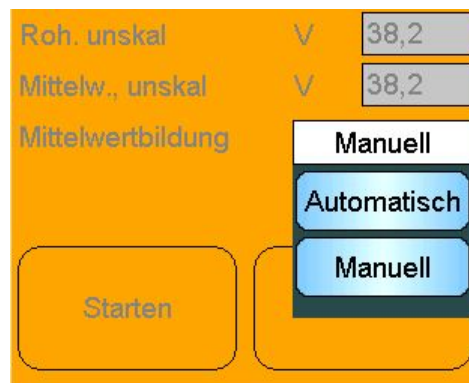 Roh. unskal V 38,2
Mittelw., unskal V 38,2
Mittelwertbildung Manuell
Automatisch
Manuell
Starten